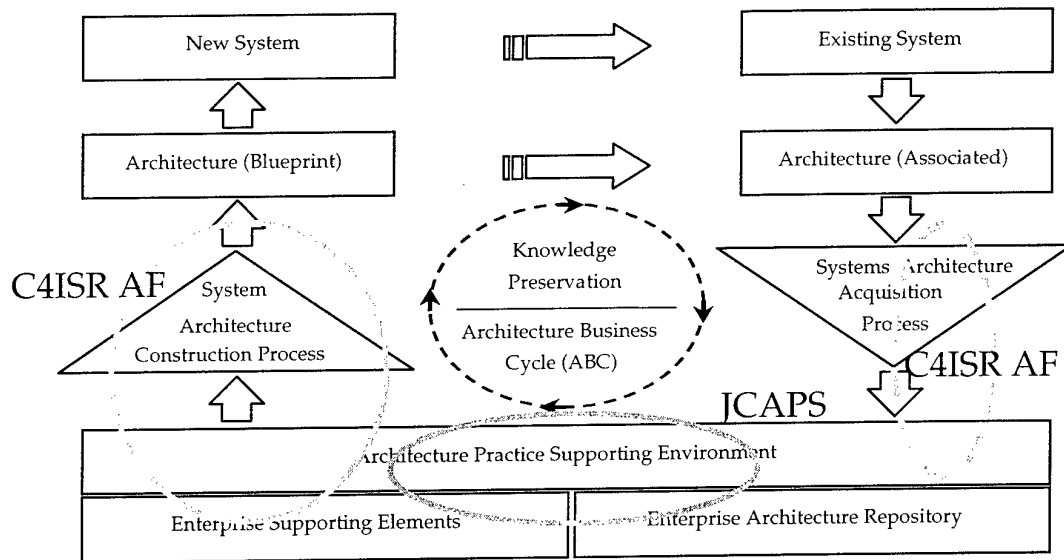 New System
Existing System
Architecture (Blueprint)
Architecture (Associated)
Knowledge
Preservation
Architecture Business
Cycle (ABC)
C4ISR AF
System
Architecture
Construction Process
Systems Architecture
Acquisition
Process
C4ISR AF
JCAPS
Architecture Practice Supporting Environment
Enterprise Supporting Elements
Enterprise Architecture Repository